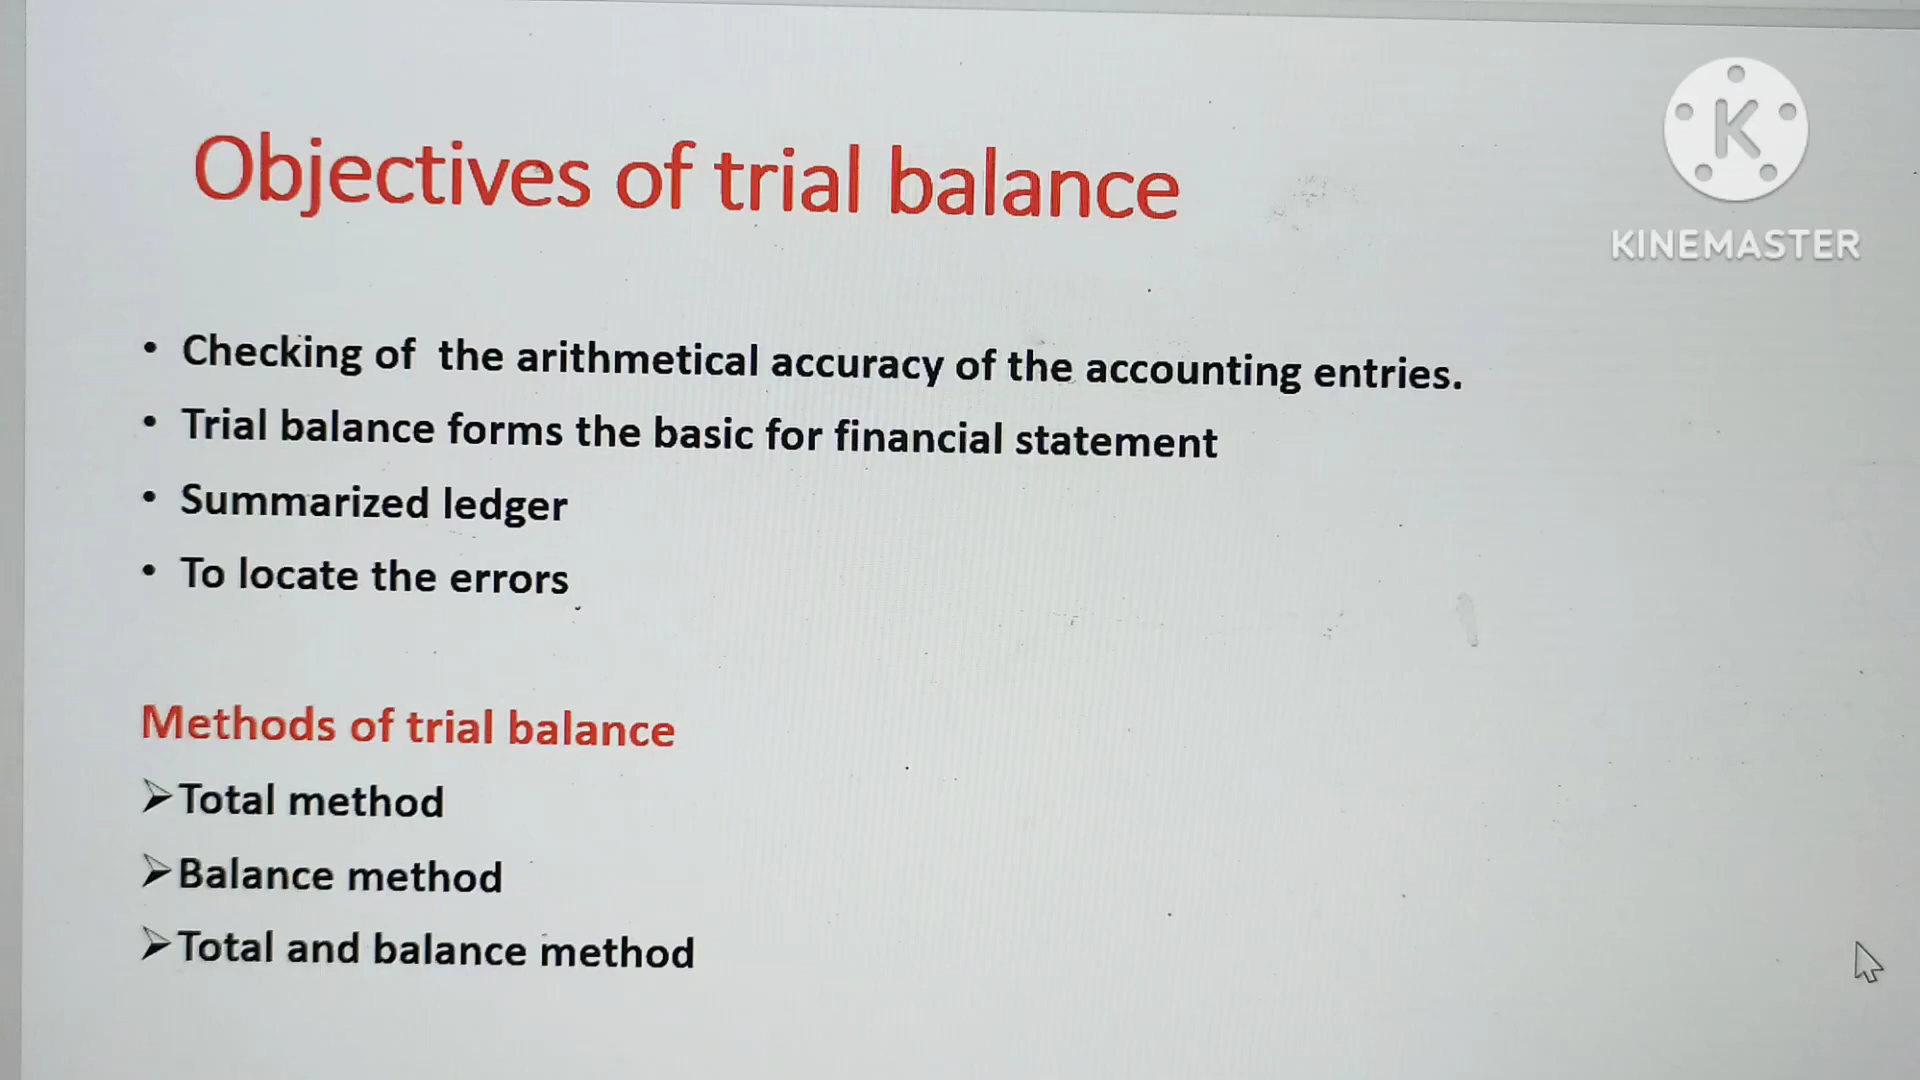 Objectives of trial balance
K
KINEMASTER
• Checking of the arithmetical accuracy of the accounting entries.
• Trial balance forms the basic for financial statement
• Summarized ledger
• To locate the errors
Methods of trial balance
➢Total method
➢Balance method
➢Total and balance method